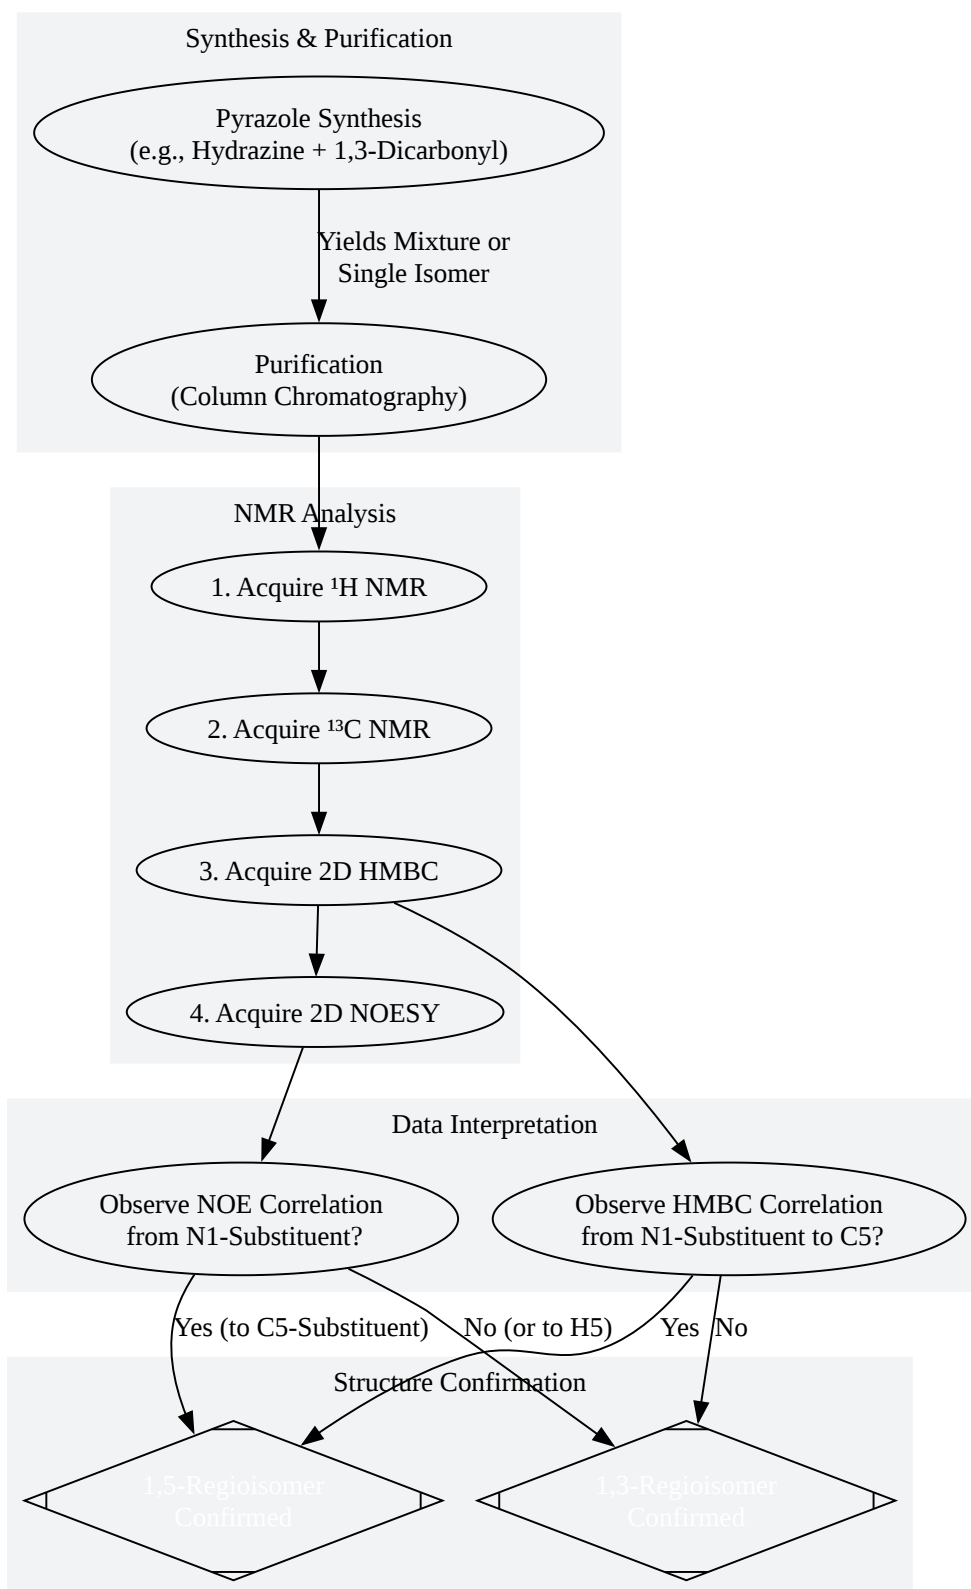 Synthesis & Purification
Pyrazole Synthesis
(e.g., Hydrazine + 1,3-Dicarbonyl)
Yields Mixture or
Single Isomer
Purification
(Column Chromatography)
NMR Analysis
1. Acquire ¹H NMR
2. Acquire ¹³C NMR
3. Acquire 2D HMBC
4. Acquire 2D NOESY
Data Interpretation
Observe NOE Correlation
from N1-Substituent?
Observe HMBC Correlation
from N1-Substituent to C5?
Yes (to C5-Substituent)
No (or to H5)
Yes
No
Structure Confirmation
1,5-Regioisomer
Confirmed
1,3-Regioisomer
Confirmed